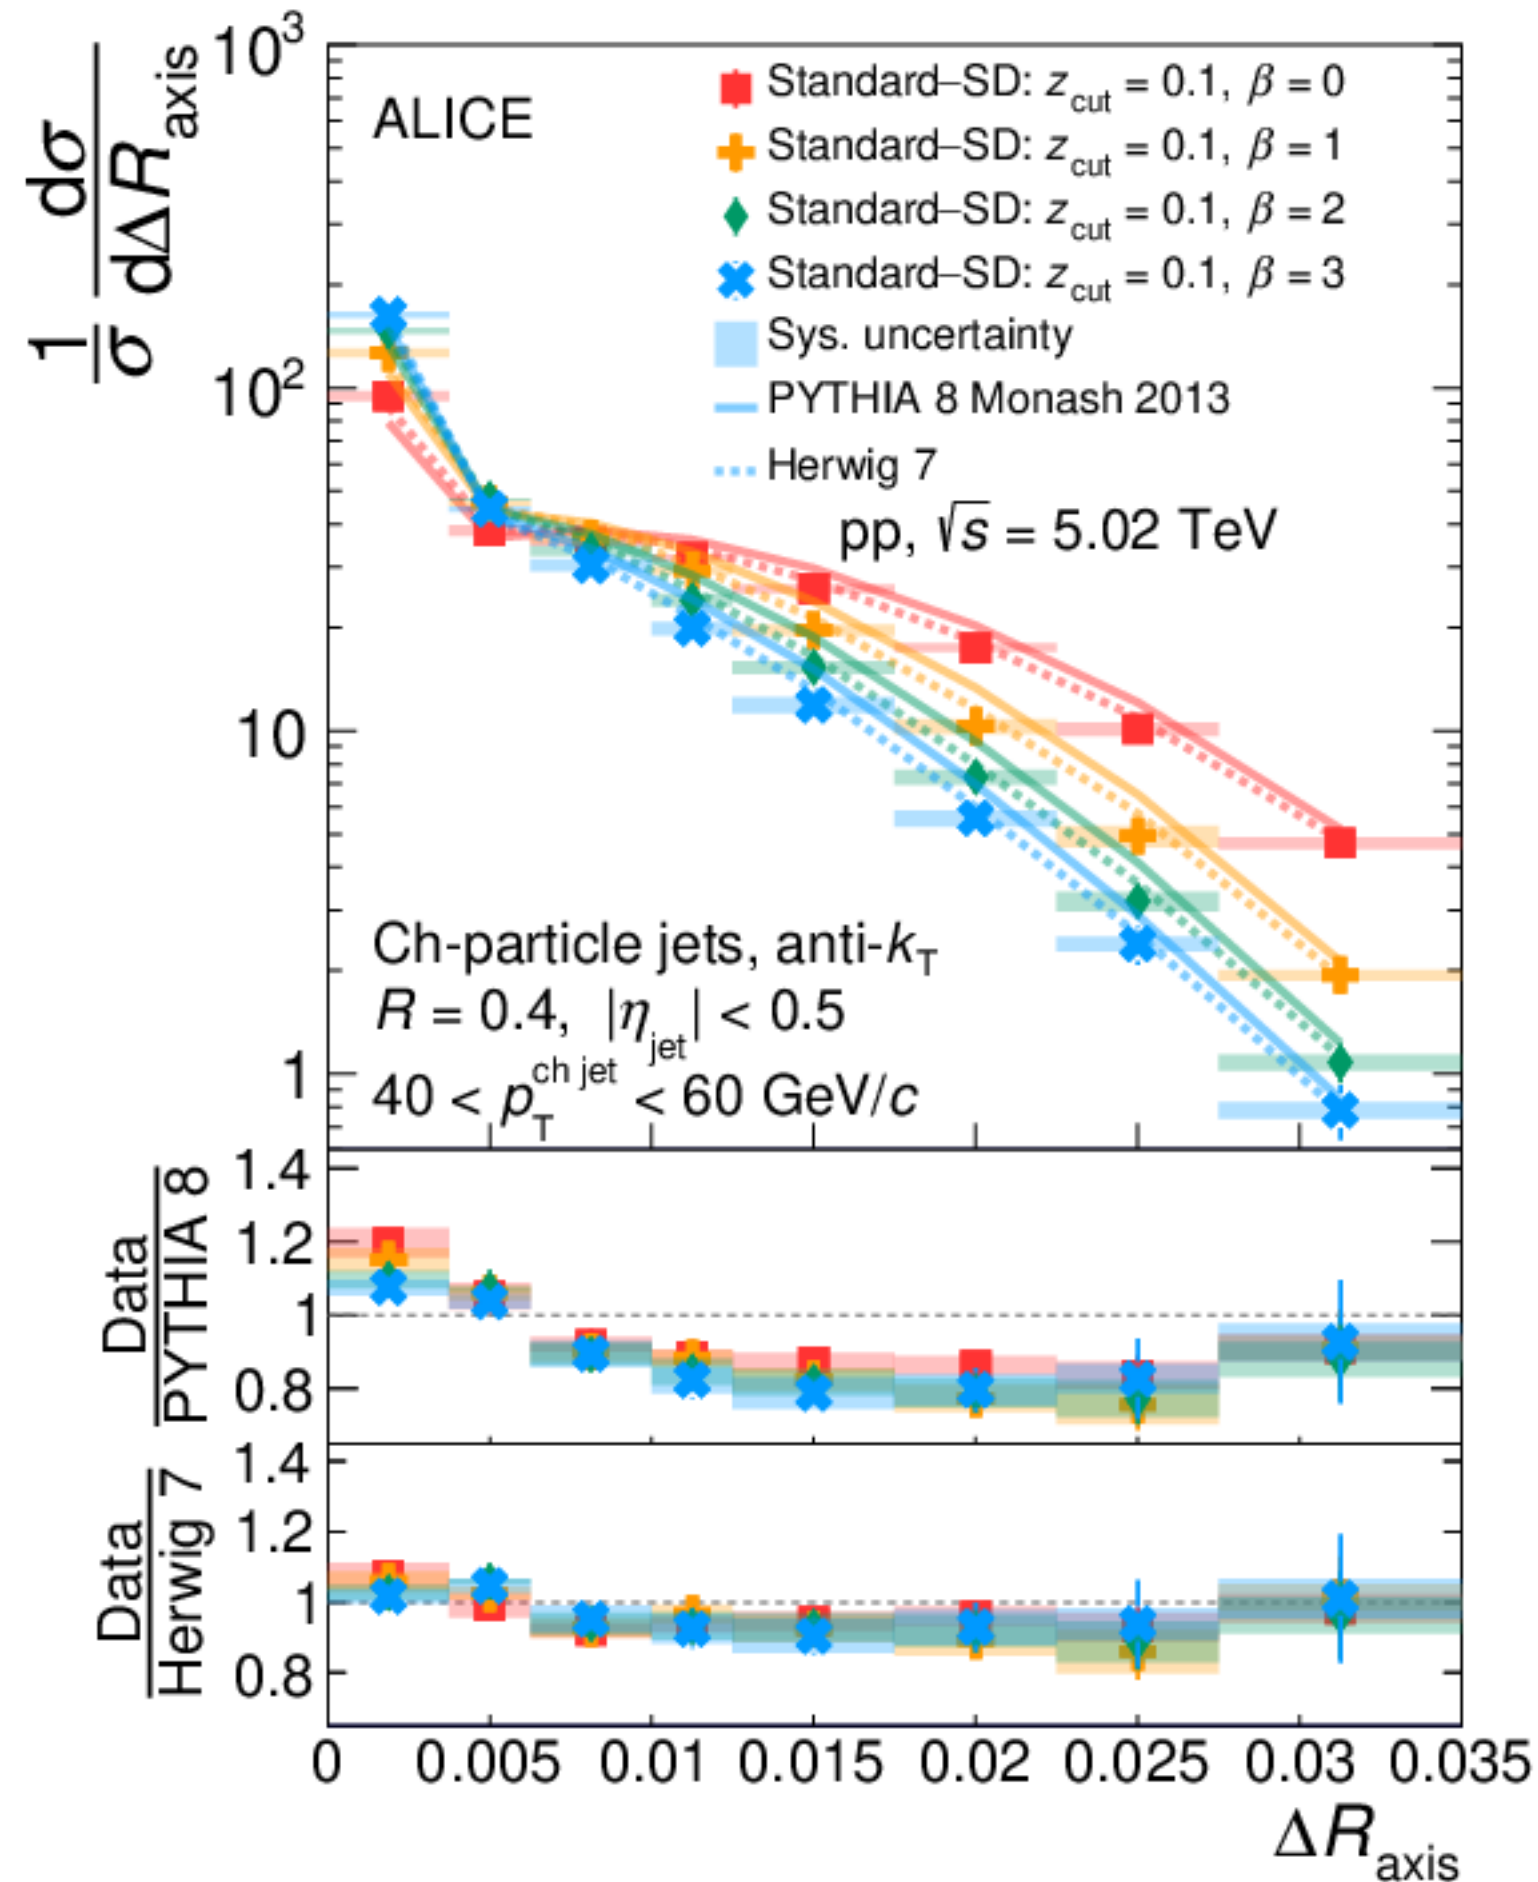 1/σ dσ/dΔR_axis
10³
10²
10
1
ALICE
Standard–SD: z_cut = 0.1, β = 0
Standard–SD: z_cut = 0.1, β = 1
Standard–SD: z_cut = 0.1, β = 2
Standard–SD: z_cut = 0.1, β = 3
Sys. uncertainty
PYTHIA 8 Monash 2013
Herwig 7
pp, √s = 5.02 TeV
Ch-particle jets, anti-k_T
R = 0.4, |η_jet| < 0.5
40 < p_T^ch jet < 60 GeV/c
Data
PYTHIA 8
1.4
1.2
1
0.8
Data
Herwig 7
1.4
1.2
1
0.8
0 0.005 0.01 0.015 0.02 0.025 0.03 0.035
ΔR_axis